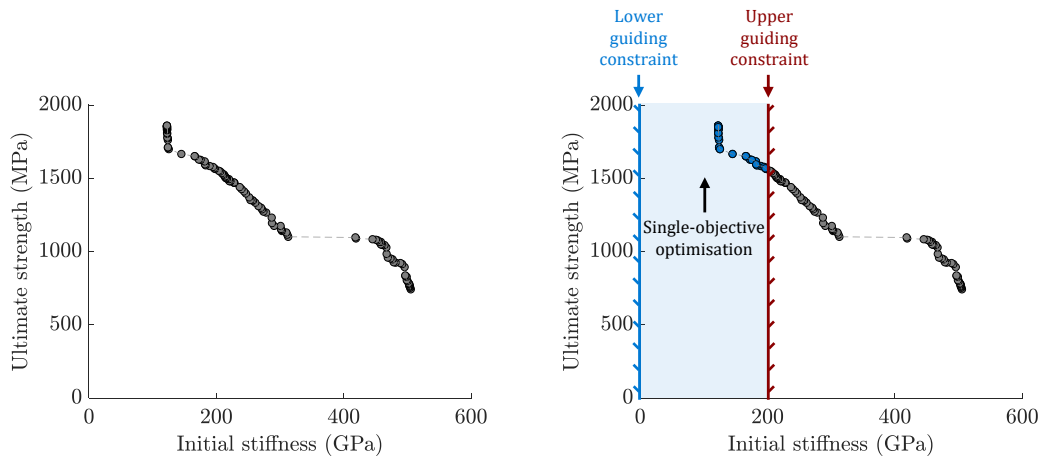 Ultimate strength (MPa)
2000
1500
1000
500
0
0
200
400
600
Initial stiffness (GPa)
Lower
guiding
constraint
Upper
guiding
constraint
Ultimate strength (MPa)
2000
1500
1000
500
0
Single-objective
optimisation
0
200
400
600
Initial stiffness (GPa)